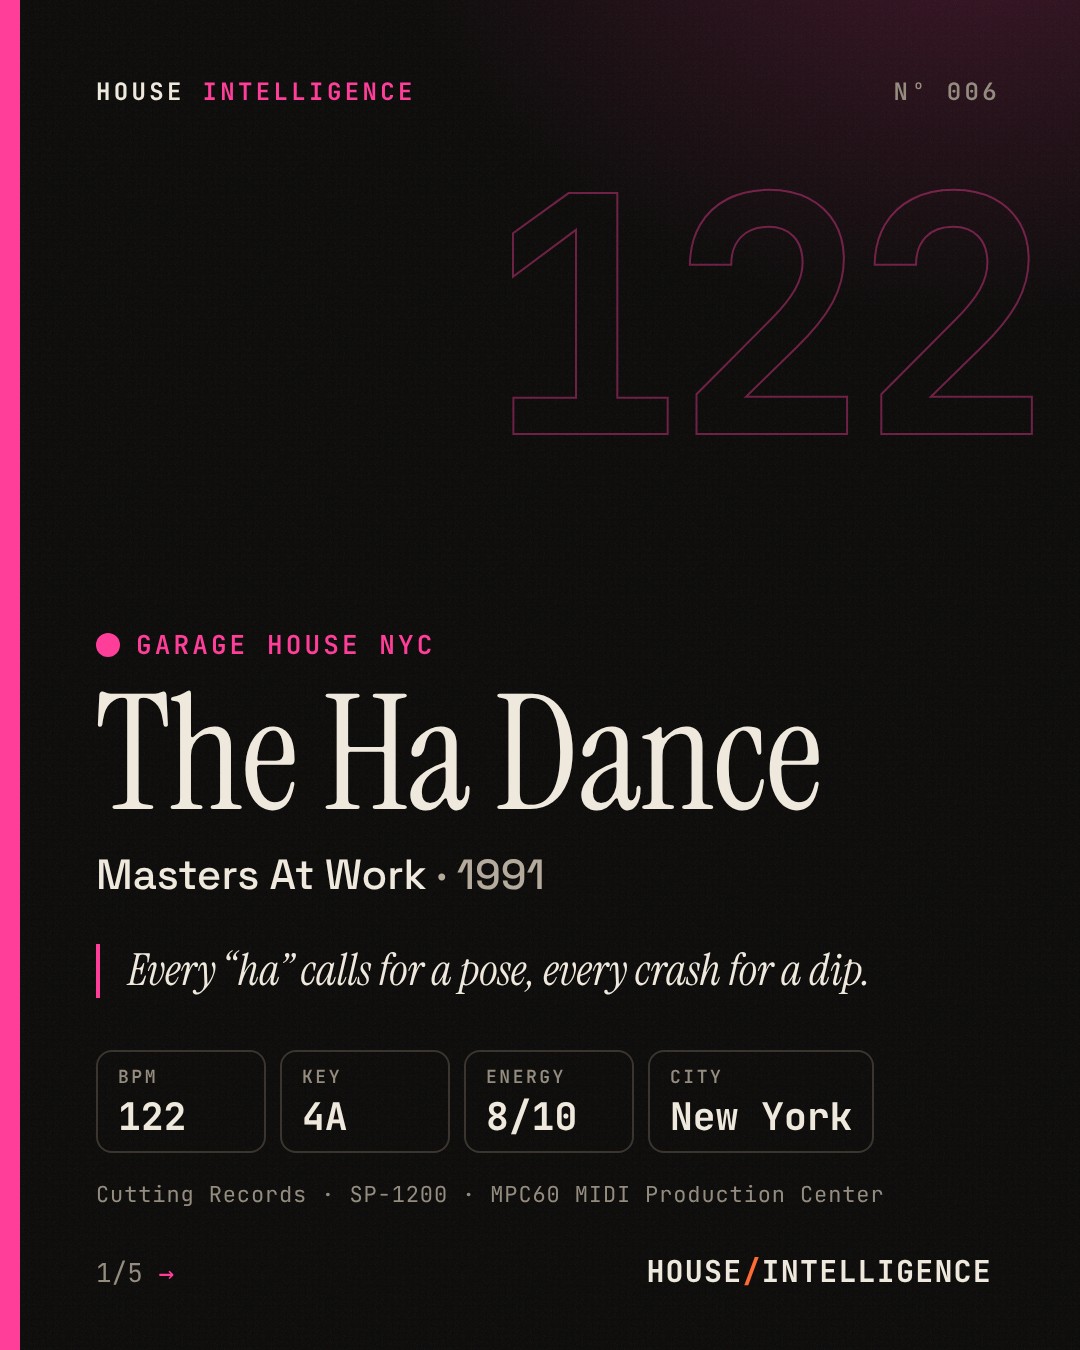 HOUSE INTELLIGENCE
N° 006
122
GARAGE HOUSE NYC
The Ha Dance
Masters At Work · 1991
Every “ha” calls for a pose, every crash for a dip.
BPM
122
KEY
4A
ENERGY
8/10
CITY
New York
Cutting Records · SP-1200 · MPC60 MIDI Production Center
1/5 →
HOUSE/INTELLIGENCE